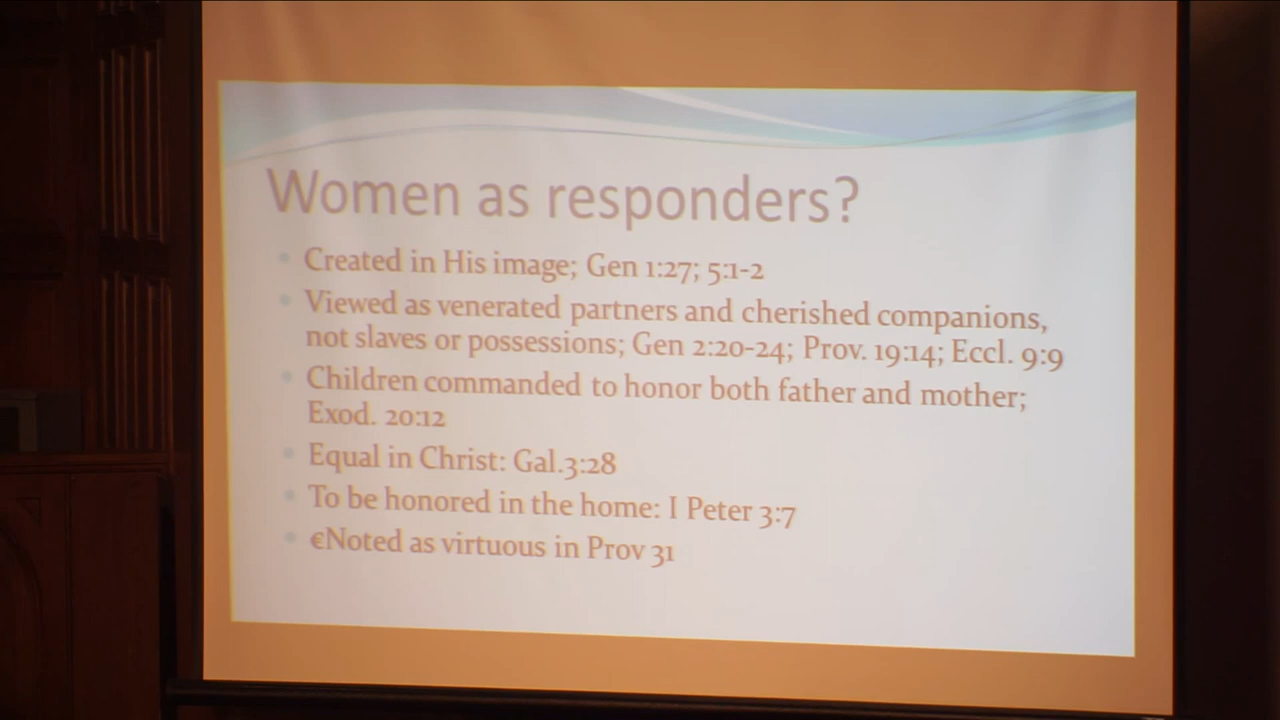 Women as responders?
Created in His image; Gen 1:27; 5:1-2
Viewed as venerated partners and cherished companions,
not slaves or possessions; Gen 2:20-24; Prov. 19:14; Eccl. 9:9
Children commanded to honor both father and mother;
Exod. 20:12
Equal in Christ: Gal.3:28
To be honored in the home: I Peter 3:7
€Noted as virtuous in Prov 31